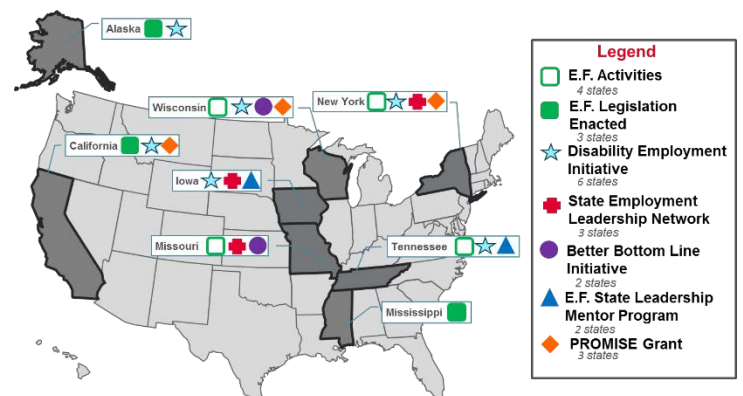 Alaska
Wisconsin
New York
California
Iowa
Missouri
Tennessee
Mississippi
Legend
E.F. Activities
4 states
E.F. Legislation
Enacted
3 states
Disability Employment
Initiative
6 states
State Employment
Leadership Network
3 states
Better Bottom Line
Initiative
2 states
E.F. State Leadership
Mentor Program
2 states
PROMISE Grant
3 states